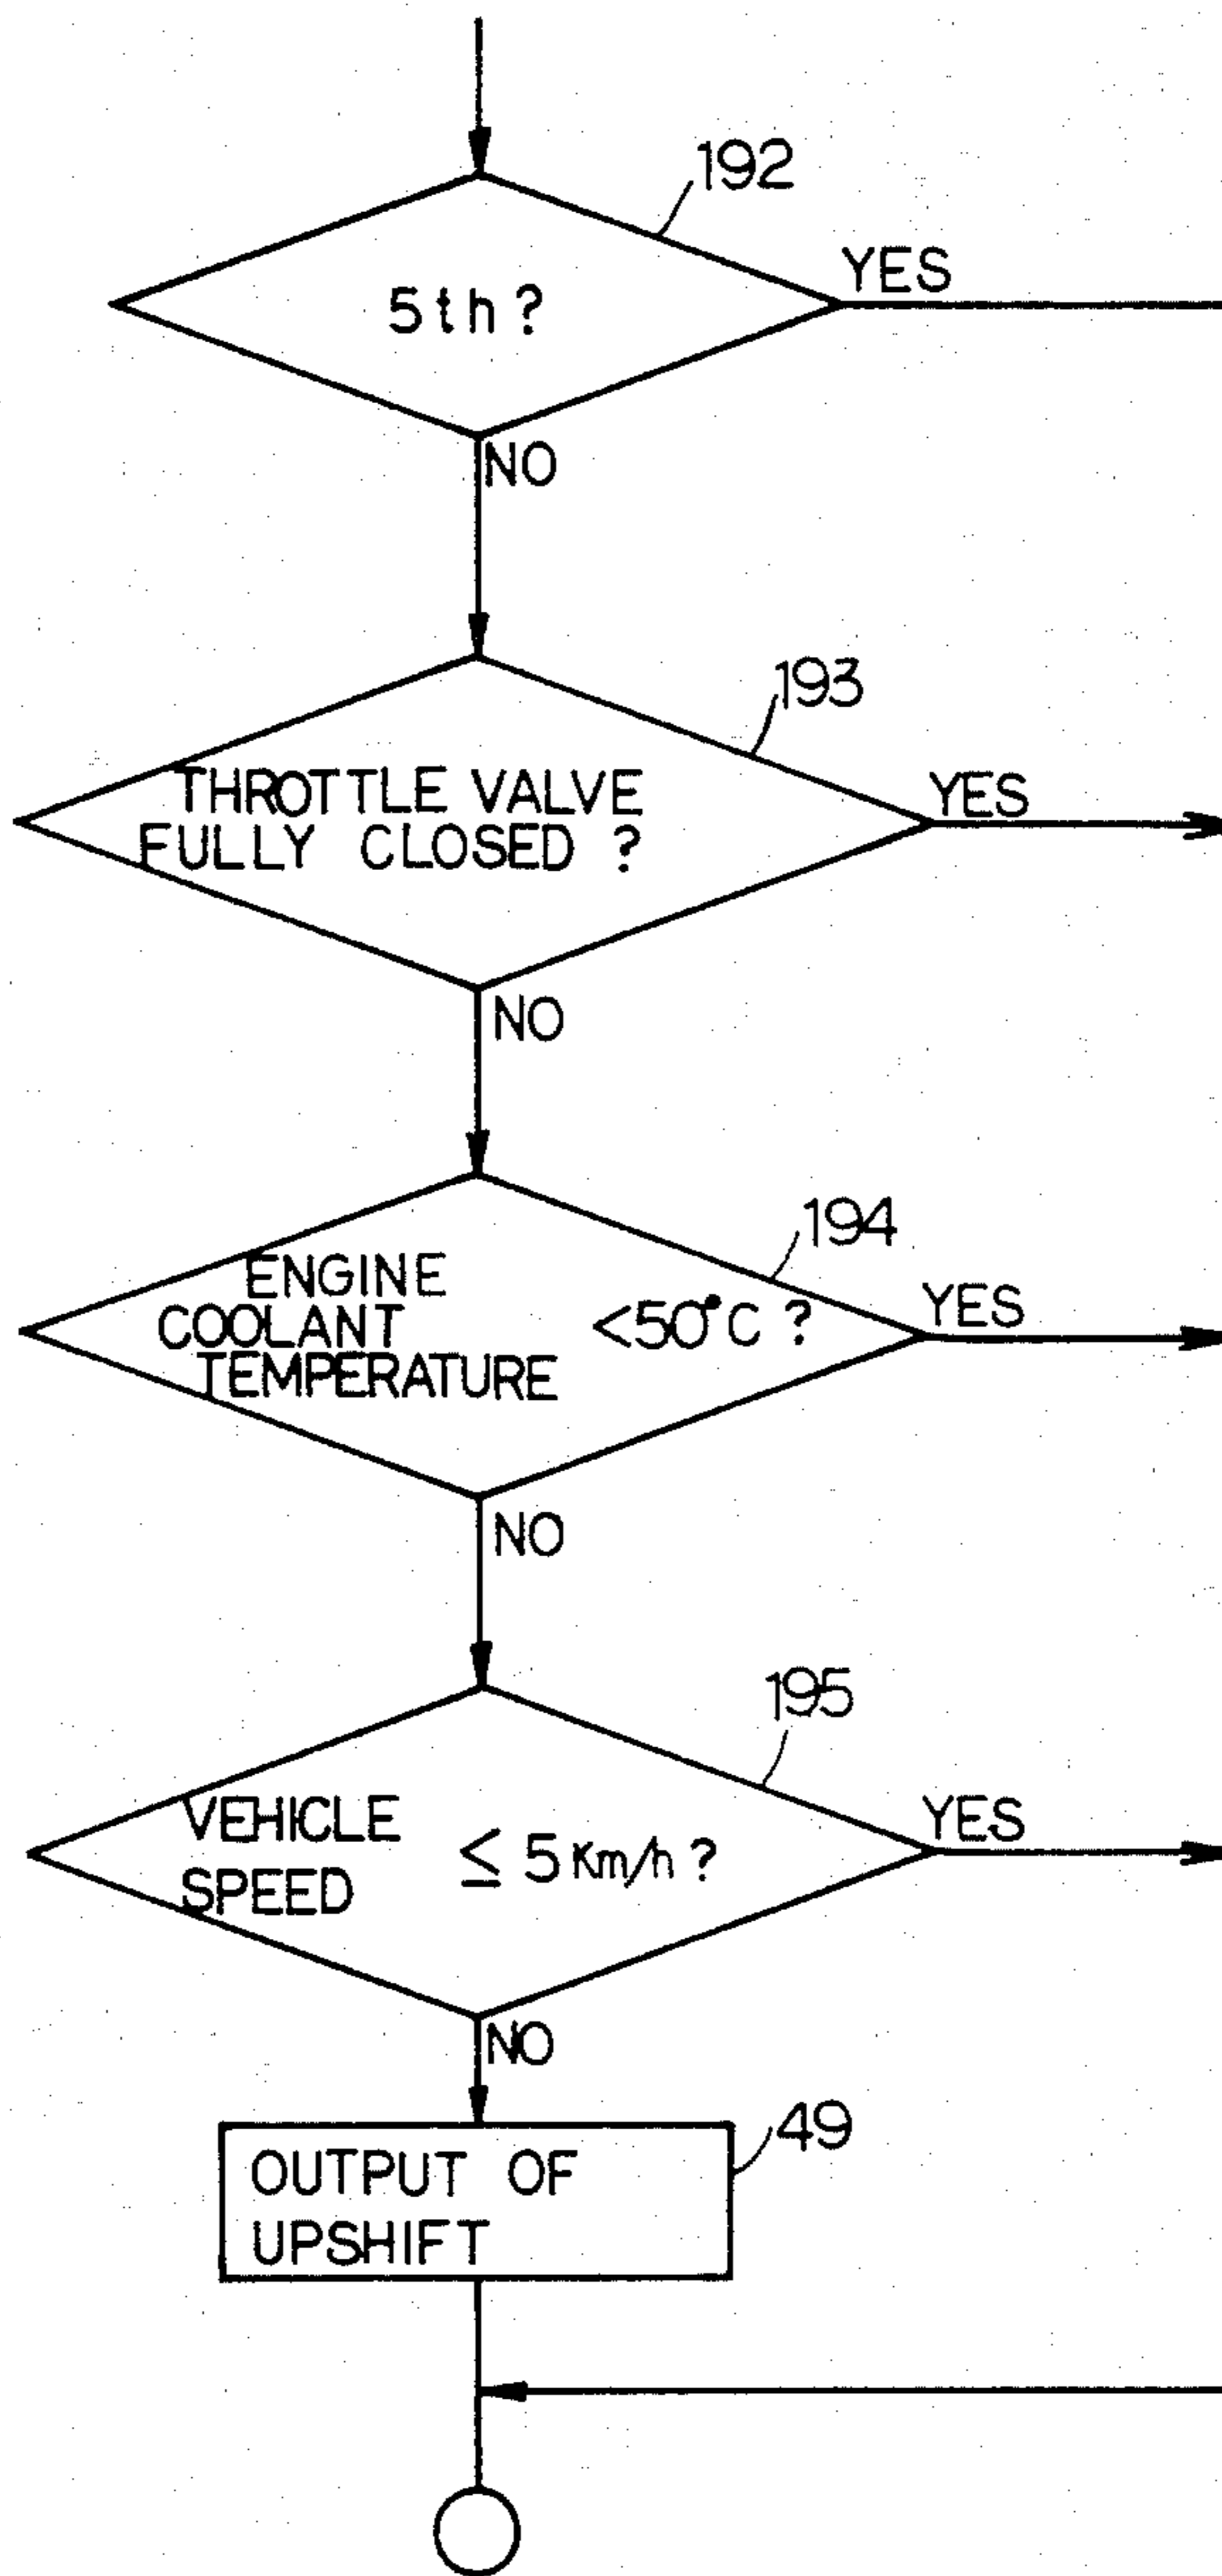 192
5th?
YES
NO
193
THROTTLE VALVE
FULLY CLOSED ?
YES
NO
194
ENGINE
COOLANT
TEMPERATURE
<50°C ?
YES
NO
195
VEHICLE
SPEED
≤ 5 Km/h ?
YES
NO
49
OUTPUT OF
UPSHIFT